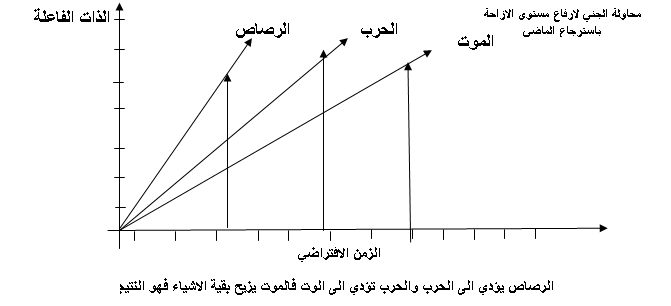 محاولة الجني لارفاع مستوى الازاحة
باسترجاع الماضى
الذات الفاعلة
الرصاص
الحرب
الموت
الزمن الافتراضي
الرصاص يؤدي الى الحرب والحرب تؤدي الى الوت فالموت يزيح بقية الاشياء فهو النتيج